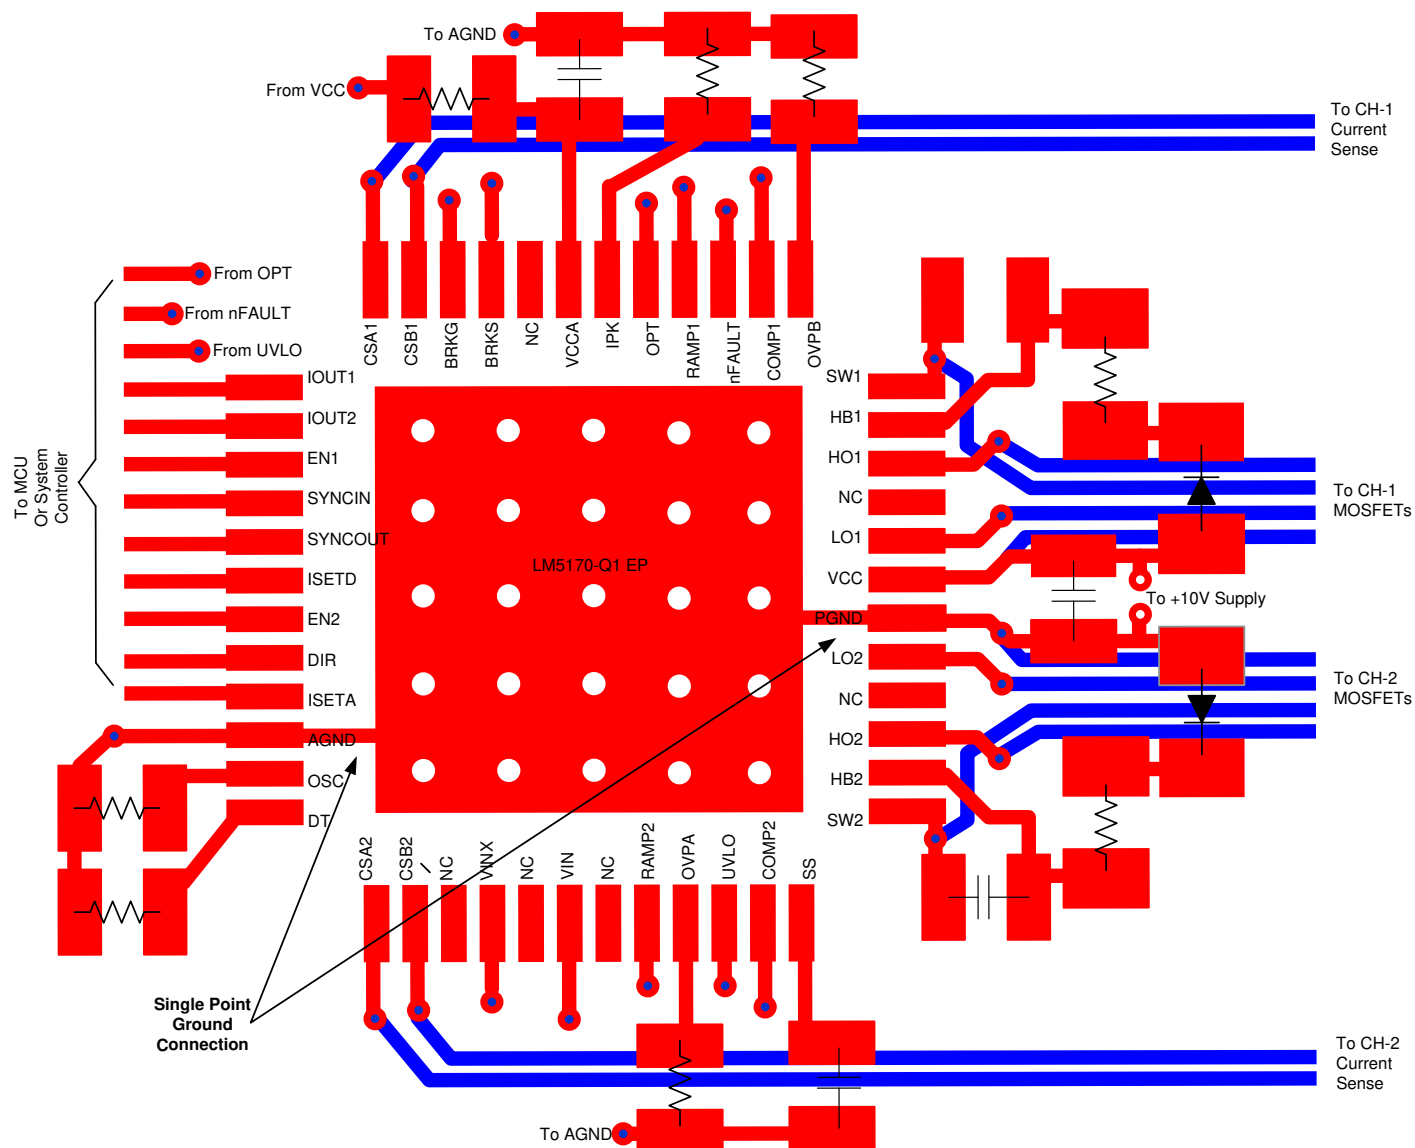 To AGND
From VCC
To CH-1
Current
Sense
From OPT
From nFAULT
From UVLO
CSA1
CSB1
BRKG
BRKS
NC
VCCA
IPK
OPT
RAMP1
nFAULT
COMP1
OVPB
To MCU
Or System
Controller
IOUT1
IOUT2
EN1
SYNCIN
SYNCOUT
ISETD
EN2
DIR
ISETA
AGND
OSC
DT
LM5170-Q1 EP
SW1
HB1
HO1
NC
LO1
VCC
PGND
LO2
NC
HO2
HB2
SW2
To CH-1
MOSFETs
To +10V Supply
To CH-2
MOSFETs
CSA2
CSB2
NC
VINX
NC
VIN
NC
RAMP2
OVPA
UVLO
COMP2
SS
Single Point
Ground
Connection
To CH-2
Current
Sense
To AGND